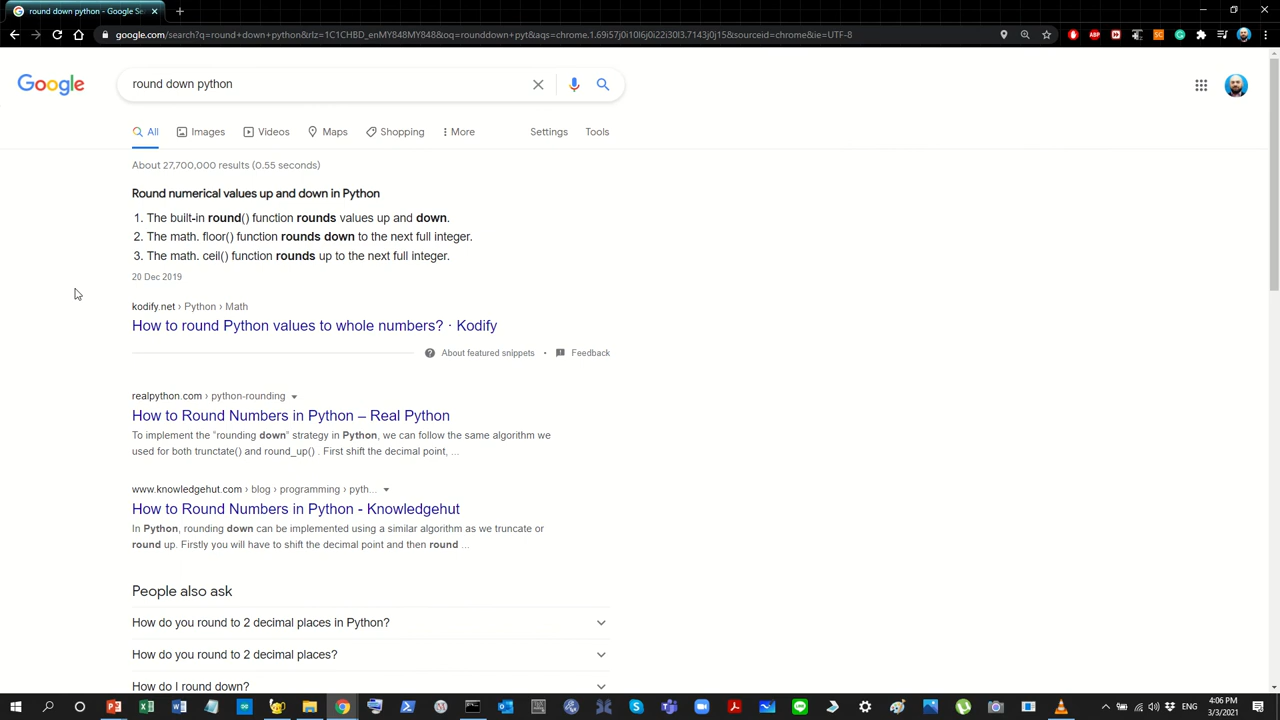 round down python - Google Se
google.com/search?q=round+down+python&rlz=1C1CHBD_enMY848MY848&oq=rounddown+pyt&aqs=chrome.1.69i57j0i10l6j0i22i30l3.7143j0j15&sourceid=chrome&ie=UTF-8
ABP
SC
Google
round down python
All
Images
Videos
Maps
Shopping
More
Settings
Tools
About 27,700,000 results (0.55 seconds)
Round numerical values up and down in Python
1. The built-in round() function rounds values up and down.
2. The math. floor() function rounds down to the next full integer.
3. The math. ceil() function rounds up to the next full integer.
20 Dec 2019
kodify.net › Python › Math
How to round Python values to whole numbers? · Kodify
About featured snippets • Feedback
realpython.com › python-rounding
How to Round Numbers in Python – Real Python
To implement the "rounding down" strategy in Python, we can follow the same algorithm we
used for both trunctate() and round_up() . First shift the decimal point, ...
www.knowledgehut.com › blog › programming › pyth...
How to Round Numbers in Python - Knowledgehut
In Python, rounding down can be implemented using a similar algorithm as we truncate or
round up. Firstly you will have to shift the decimal point and then round ...
People also ask
How do you round to 2 decimal places in Python?
How do you round to 2 decimal places?
How do I round down?
ENG
4:06 PM
3/3/2021